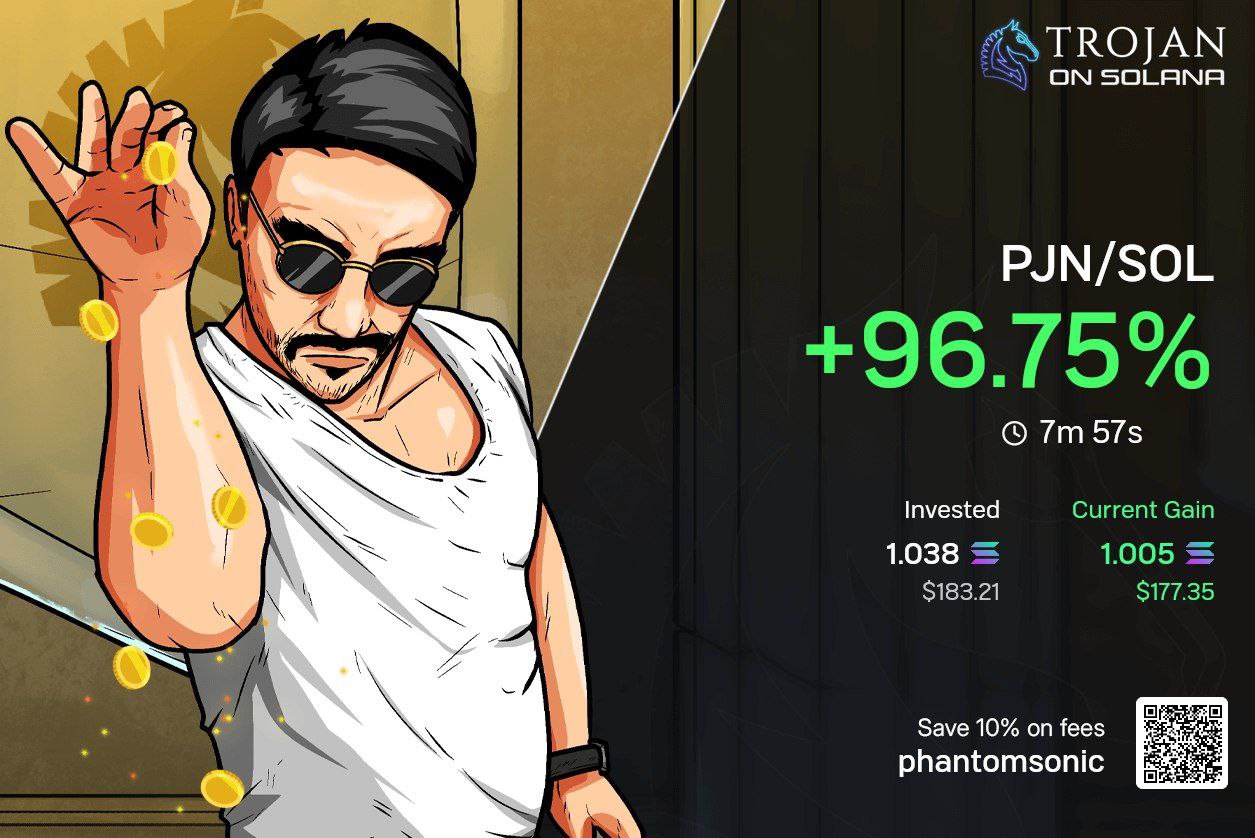 TROJAN
ON SOLANA
PJN/SOL
+96.75%
7m 57s
Invested
Current Gain
1.038
1.005
$183.21
$177.35
Save 10% on fees
phantomsonic